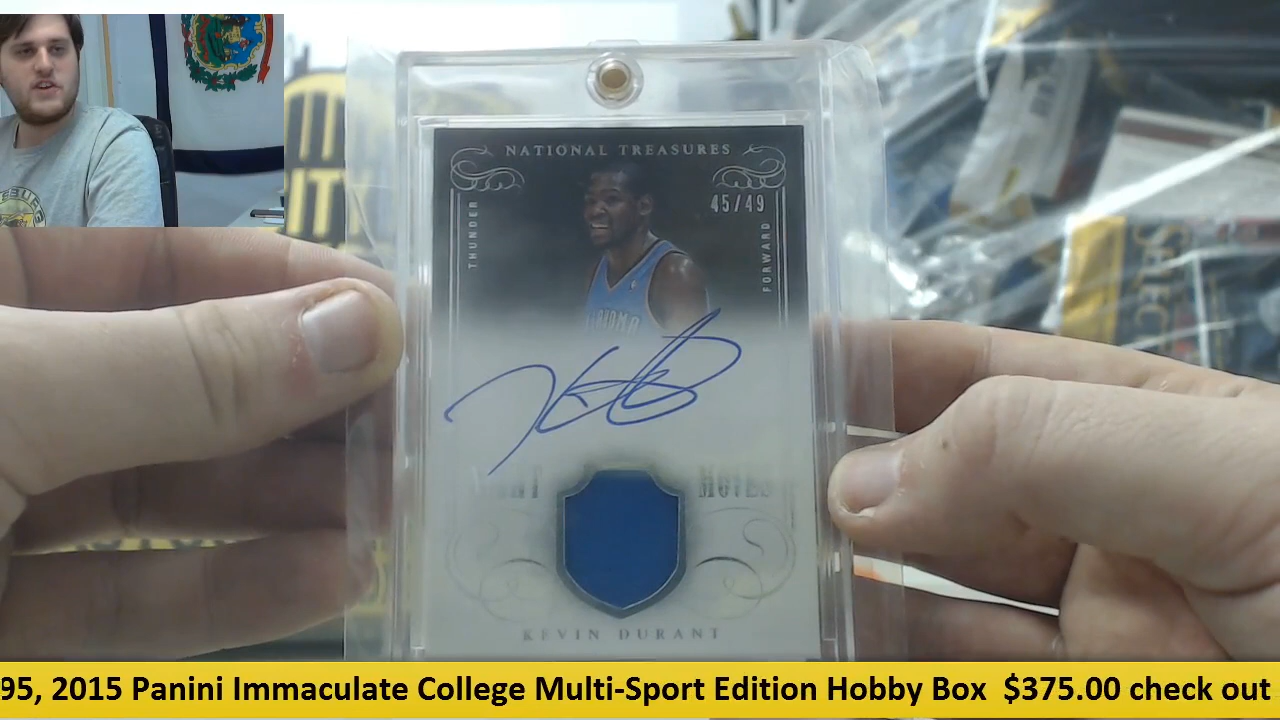 NATIONAL TREASURES
45/49
THUNDER
FORWARD
KEVIN DURANT
95, 2015 Panini Immaculate College Multi-Sport Edition Hobby Box $375.00 check out